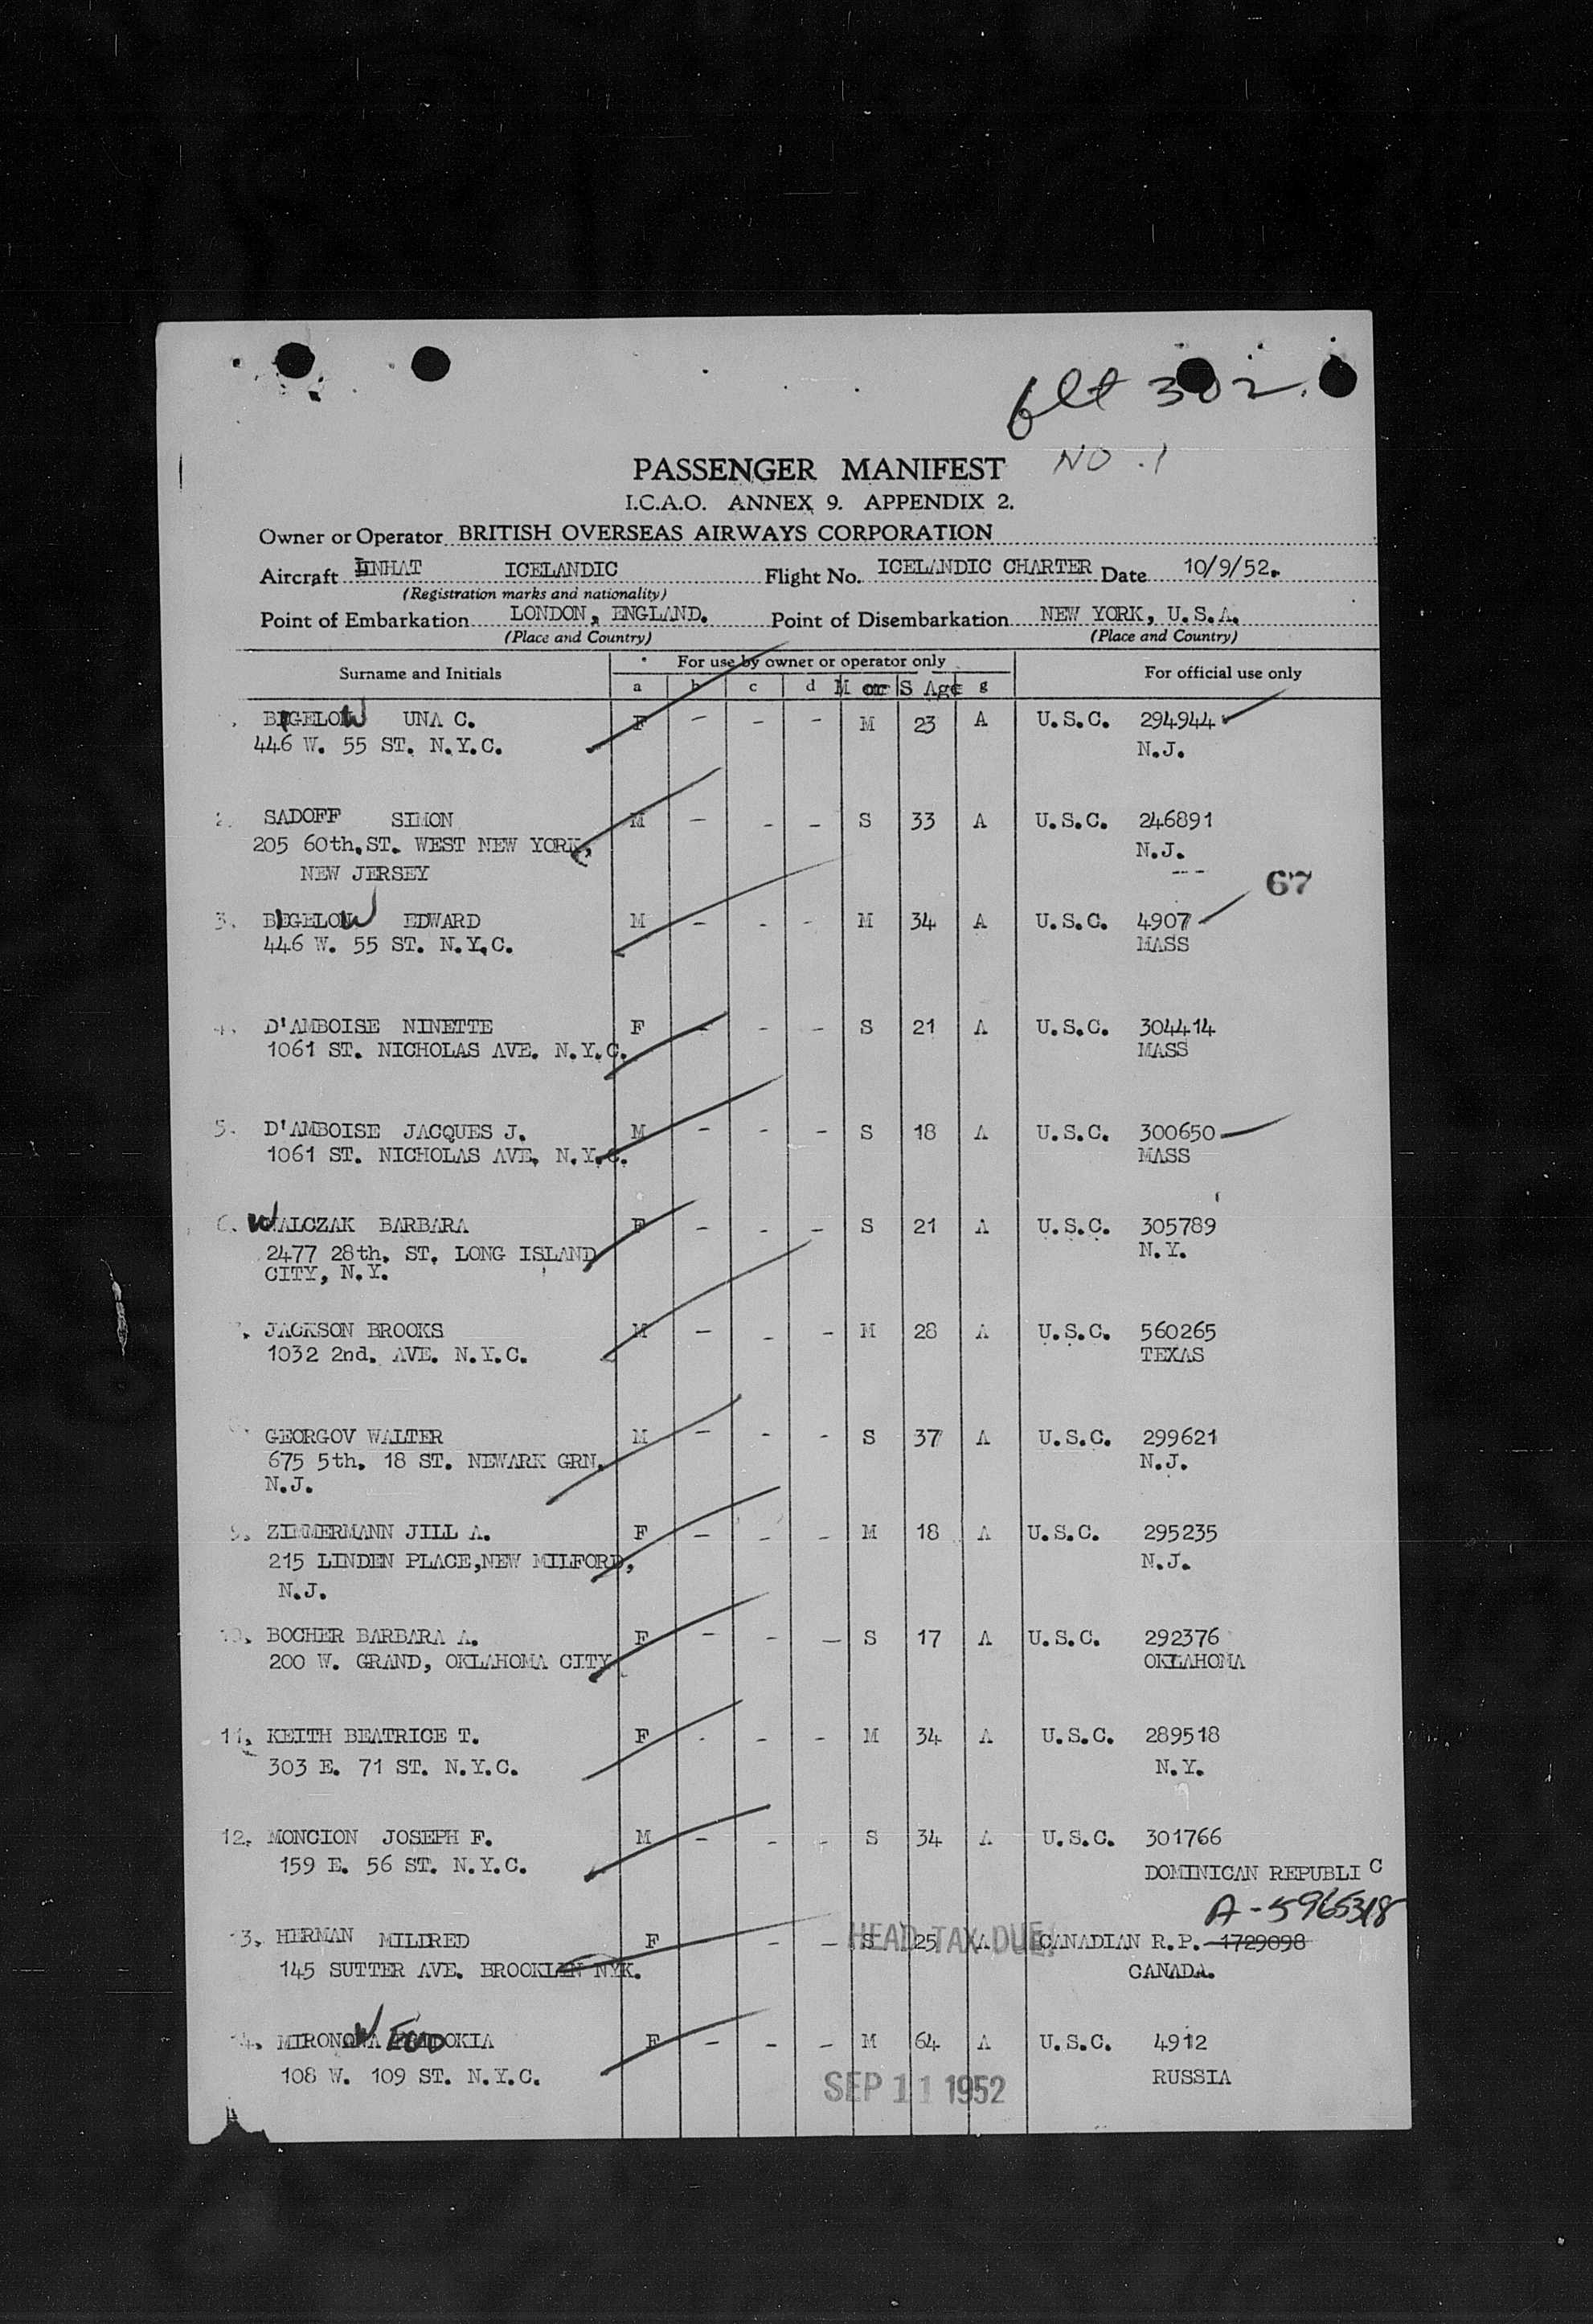 flt 302.
NO. 1
PASSENGER MANIFEST
I.C.A.O. ANNEX 9. APPENDIX 2.
Owner or Operator BRITISH OVERSEAS AIRWAYS CORPORATION
Aircraft LINHAT ICELANDIC Flight No. ICELANDIC CHARTER Date 10/9/52.
(Registration marks and nationality)
Point of Embarkation LONDON, ENGLAND. Point of Disembarkation NEW YORK, U.S.A.
(Place and Country) (Place and Country)
Surname and Initials For use by owner or operator only For official use only
a b c d M or S Age g
BIGELOW UNA C. F - - - M 23 A U.S.C. 294944
446 W. 55 ST. N.Y.C. N.J.
2. SADOFF SIMON M - - - S 33 A U.S.C. 246891
205 60th. ST. WEST NEW YORK, N.J.
NEW JERSEY
67
3. BIGELOW EDWARD M - - - M 34 A U.S.C. 4907
446 W. 55 ST. N.Y.C. MASS
4. D'AMBOISE NINETTE F - - - S 21 A U.S.C. 304414
1061 ST. NICHOLAS AVE. N.Y.C. MASS
5. D'AMBOISE JACQUES J. M - - - S 18 A U.S.C. 300650
1061 ST. NICHOLAS AVE. N.Y.C. MASS
6. WALCZAK BARBARA F - - - S 21 A U.S.C. 305789
2477 28th. ST. LONG ISLAND N.Y.
CITY, N.Y.
JACKSON BROOKS M - - - M 28 A U.S.C. 560265
1032 2nd. AVE. N.Y.C. TEXAS
GEORGOV WALTER M - - - S 37 A U.S.C. 299621
675 5th. 18 ST. NEWARK GRN. N.J.
N.J.
9. ZIMMERMANN JILL A. F - - - M 18 A U.S.C. 295235
215 LINDEN PLACE,NEW MILFORD, N.J.
N.J.
10. BOCHER BARBARA A. F - - - S 17 A U.S.C. 292376
200 W. GRAND, OKLAHOMA CITY OKLAHOMA
11. KEITH BEATRICE T. F - - - M 34 A U.S.C. 289518
303 E. 71 ST. N.Y.C. N.Y.
12. MONCION JOSEPH F. M - - - S 34 A U.S.C. 301766
159 E. 56 ST. N.Y.C. DOMINICAN REPUBLIC
A-5965318
13. HERMAN MILDRED F - - S 25 A HEAD TAX DUE. CANADIAN R.P. 1729098
145 SUTTER AVE. BROOKLAN NYK. CANADA.
14. MIRONOWA EUDOKIA F - - - M 64 A U.S.C. 4912
108 W. 109 ST. N.Y.C. RUSSIA
SEP 11 1952